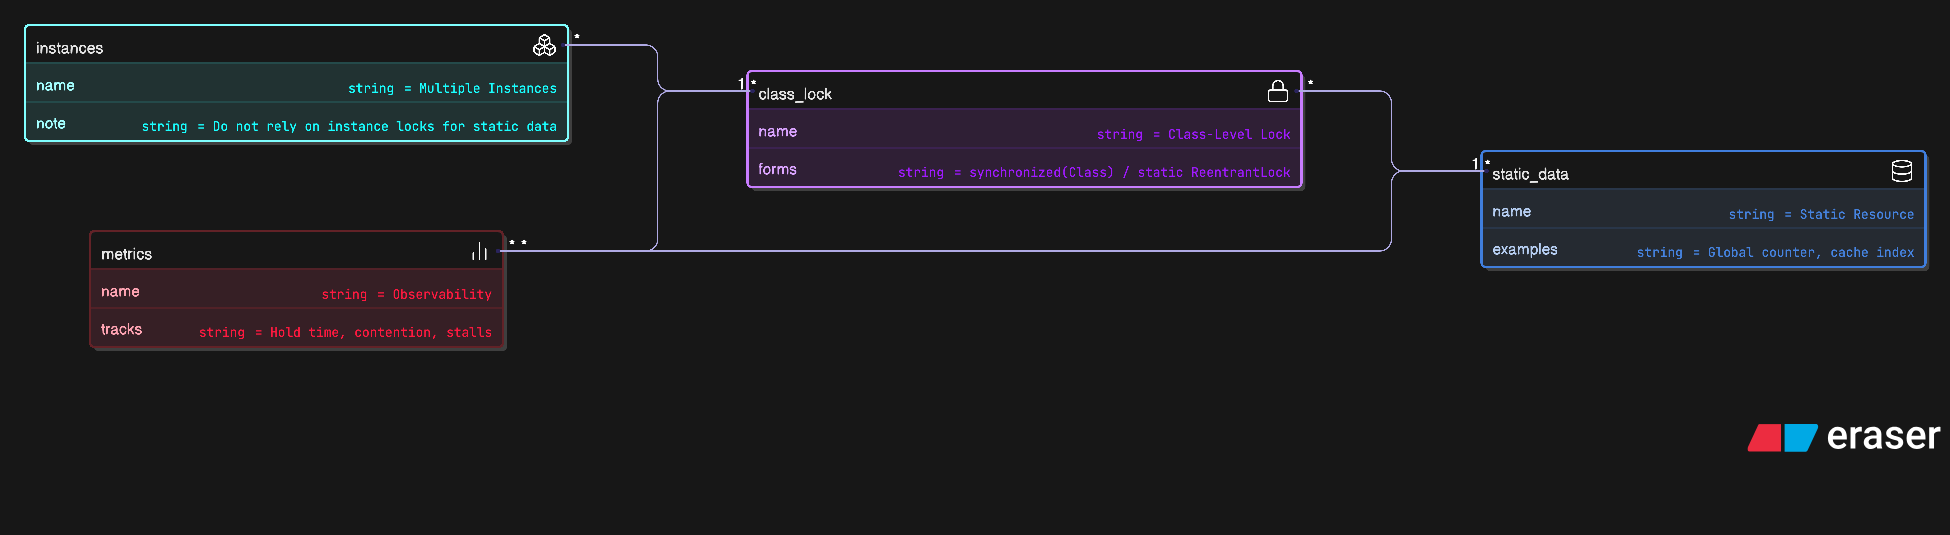 instances
*
name string = Multiple Instances
note string = Do not rely on instance locks for static data
1 *
class_lock
*
name string = Class-Level Lock
forms string = synchronized(Class) / static ReentrantLock
1 *
static_data
name string = Static Resource
examples string = Global counter, cache index
metrics
* *
name string = Observability
tracks string = Hold time, contention, stalls
eraser